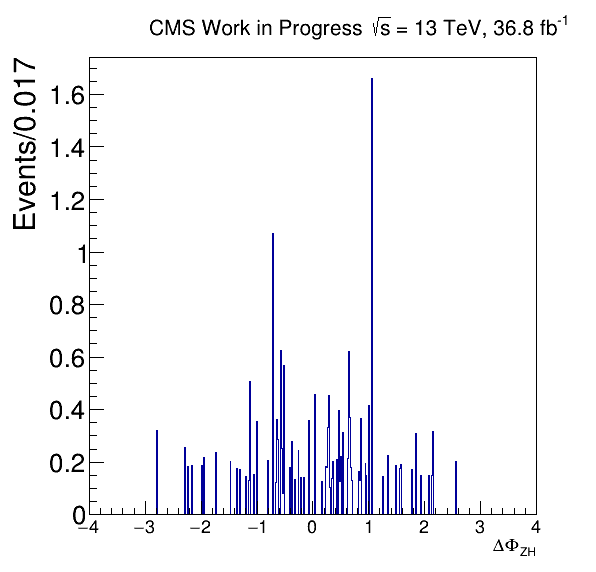 CMS Work in Progress √s = 13 TeV, 36.8 fb⁻¹
Events/0.017
1.6
1.4
1.2
1
0.8
0.6
0.4
0.2
0
−4 −3 −2 −1 0 1 2 3 4
ΔΦ_ZH